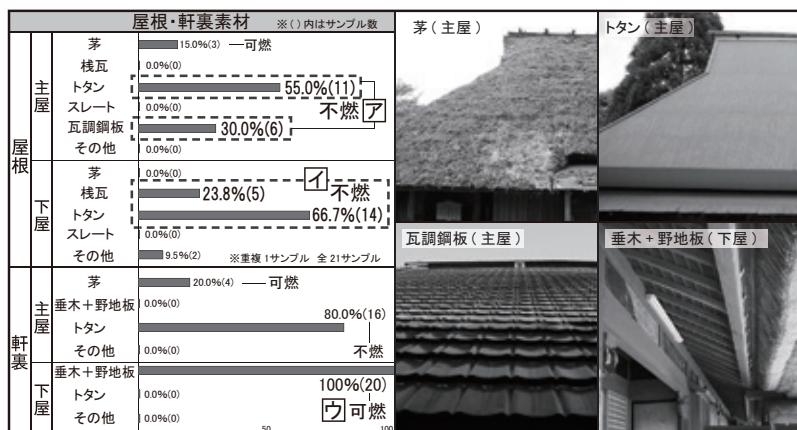 屋根・軒裏素材 ※( )内はサンプル数
屋根
主屋
茅 15.0%(3) 可燃
桟瓦 0.0%(0)
トタン 55.0%(11)
スレート 0.0%(0)
不燃 ア
瓦調鋼板 30.0%(6)
その他 0.0%(0)
下屋
茅 0.0%(0)
イ 不燃
桟瓦 23.8%(5)
トタン 66.7%(14)
スレート 0.0%(0)
その他 9.5%(2)
※重複 1サンプル 全 21サンプル
軒裏
主屋
茅 20.0%(4) 可燃
垂木+野地板 0.0%(0)
トタン 80.0%(16)
その他 0.0%(0)
不燃
下屋
垂木+野地板 100%(20)
トタン 0.0%(0)
ウ 可燃
その他 0.0%(0)
50 100
茅(主屋)
トタン(主屋)
瓦調鋼板(主屋)
垂木+野地板(下屋)